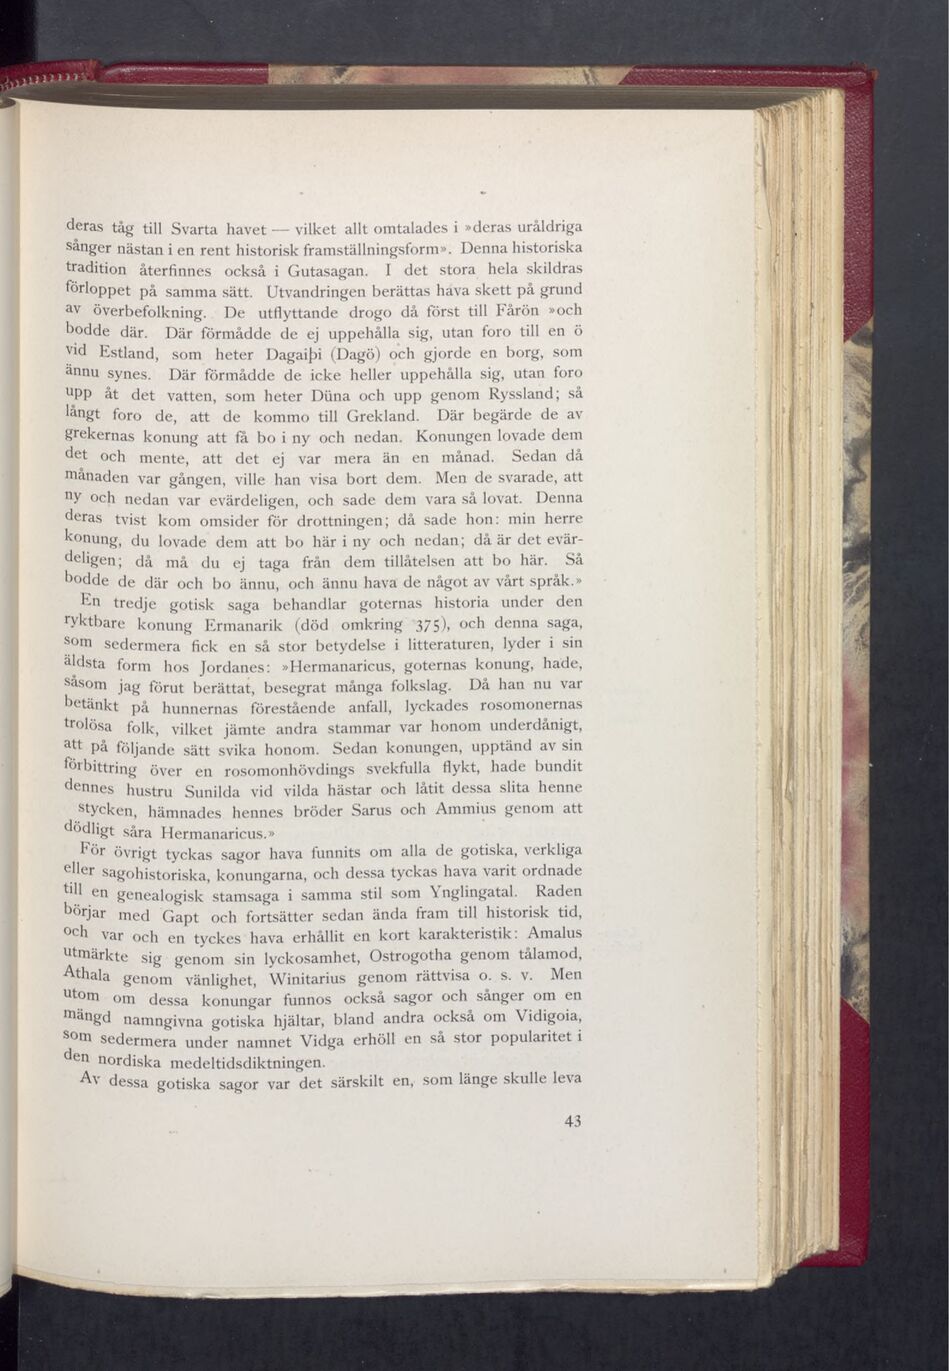 deras tåg till Svarta havet — vilket allt omtalades i »deras uråldriga
sånger nästan i en rent historisk framställningsform». Denna historiska
tradition återfinnes också i Gutasagan. I det stora hela skildras
förloppet på samma sätt. Utvandringen berättas hava skett på grund
av överbefolkning. De utflyttande drogo då först till Fårön »och
bodde där. Där förmådde de ej uppehålla sig, utan foro till en ö
vid Estland, som heter Dagaiþi (Dagö) och gjorde en borg, som
ännu synes. Där förmådde de icke heller uppehålla sig, utan foro
upp åt det vatten, som heter Düna och upp genom Ryssland; så
långt foro de, att de kommo till Grekland. Där begärde de av
grekernas konung att få bo i ny och nedan. Konungen lovade dem
det och mente, att det ej var mera än en månad. Sedan då
månaden var gången, ville han visa bort dem. Men de svarade, att
ny och nedan var evärdeligen, och sade dem vara så lovat. Denna
deras tvist kom omsider för drottningen; då sade hon: min herre
konung, du lovade dem att bo här i ny och nedan; då är det evär-
deligen; då må du ej taga från dem tillåtelsen att bo här. Så
bodde de där och bo ännu, och ännu hava de något av vårt språk.»
En tredje gotisk saga behandlar goternas historia under den
ryktbare konung Ermanarik (död omkring 375), och denna saga,
som sedermera fick en så stor betydelse i litteraturen, lyder i sin
äldsta form hos Jordanes: »Hermanaricus, goternas konung, hade,
såsom jag förut berättat, besegrat många folkslag. Då han nu var
betänkt på hunnernas förestående anfall, lyckades rosomonernas
trolösa folk, vilket jämte andra stammar var honom underdånigt,
att på följande sätt svika honom. Sedan konungen, upptänd av sin
förbittring över en rosomonhövdings svekfulla flykt, hade bundit
dennes hustru Sunilda vid vilda hästar och låtit dessa slita henne
stycken, hämnades hennes bröder Sarus och Ammius genom att
dödligt såra Hermanaricus.»
För övrigt tyckas sagor hava funnits om alla de gotiska, verkliga
eller sagohistoriska, konungarna, och dessa tyckas hava varit ordnade
till en genealogisk stamsaga i samma stil som Ynglingatal. Raden
börjar med Gapt och fortsätter sedan ända fram till historisk tid,
och var och en tyckes hava erhållit en kort karakteristik: Amalus
utmärkte sig genom sin lyckosamhet, Ostrogotha genom tålamod,
Athala genom vänlighet, Winitarius genom rättvisa o. s. v. Men
utom om dessa konungar funnos också sagor och sånger om en
mängd namngivna gotiska hjältar, bland andra också om Vidigoia,
som sedermera under namnet Vidga erhöll en så stor popularitet i
den nordiska medeltidsdiktningen.
Av dessa gotiska sagor var det särskilt en, som länge skulle leva
43